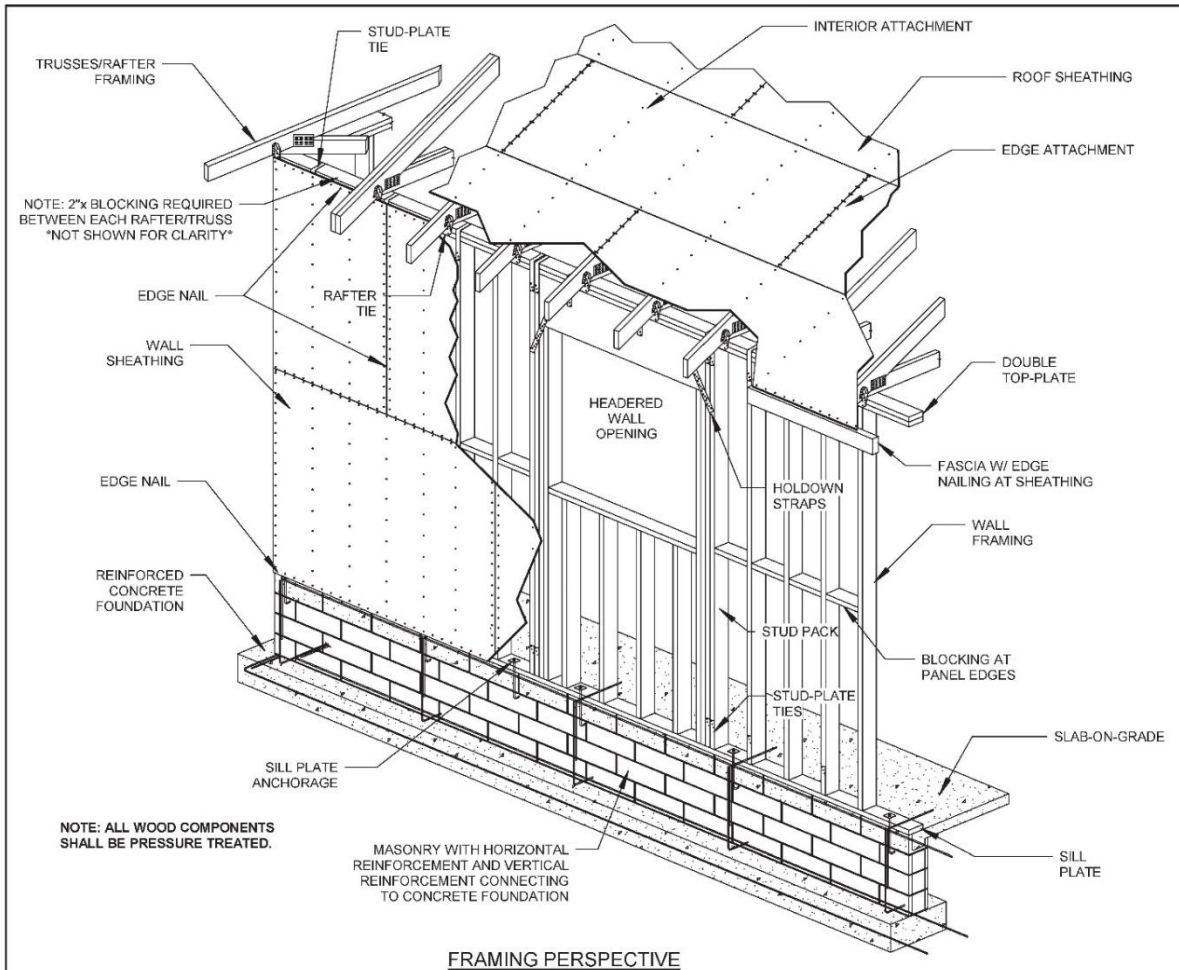 STUD-PLATE
TIE
TRUSSES/RAFTER
FRAMING
NOTE: 2"x BLOCKING REQUIRED
BETWEEN EACH RAFTER/TRUSS
*NOT SHOWN FOR CLARITY*
EDGE NAIL
RAFTER
TIE
WALL
SHEATHING
EDGE NAIL
REINFORCED
CONCRETE
FOUNDATION
INTERIOR ATTACHMENT
ROOF SHEATHING
EDGE ATTACHMENT
DOUBLE
TOP-PLATE
HEADERED
WALL
OPENING
FASCIA W/ EDGE
NAILING AT SHEATHING
HOLDOWN
STRAPS
WALL
FRAMING
STUD PACK
BLOCKING AT
PANEL EDGES
STUD-PLATE
TIES
SLAB-ON-GRADE
SILL PLATE
ANCHORAGE
NOTE: ALL WOOD COMPONENTS
SHALL BE PRESSURE TREATED.
MASONRY WITH HORIZONTAL
REINFORCEMENT AND VERTICAL
REINFORCEMENT CONNECTING
TO CONCRETE FOUNDATION
SILL
PLATE
FRAMING PERSPECTIVE